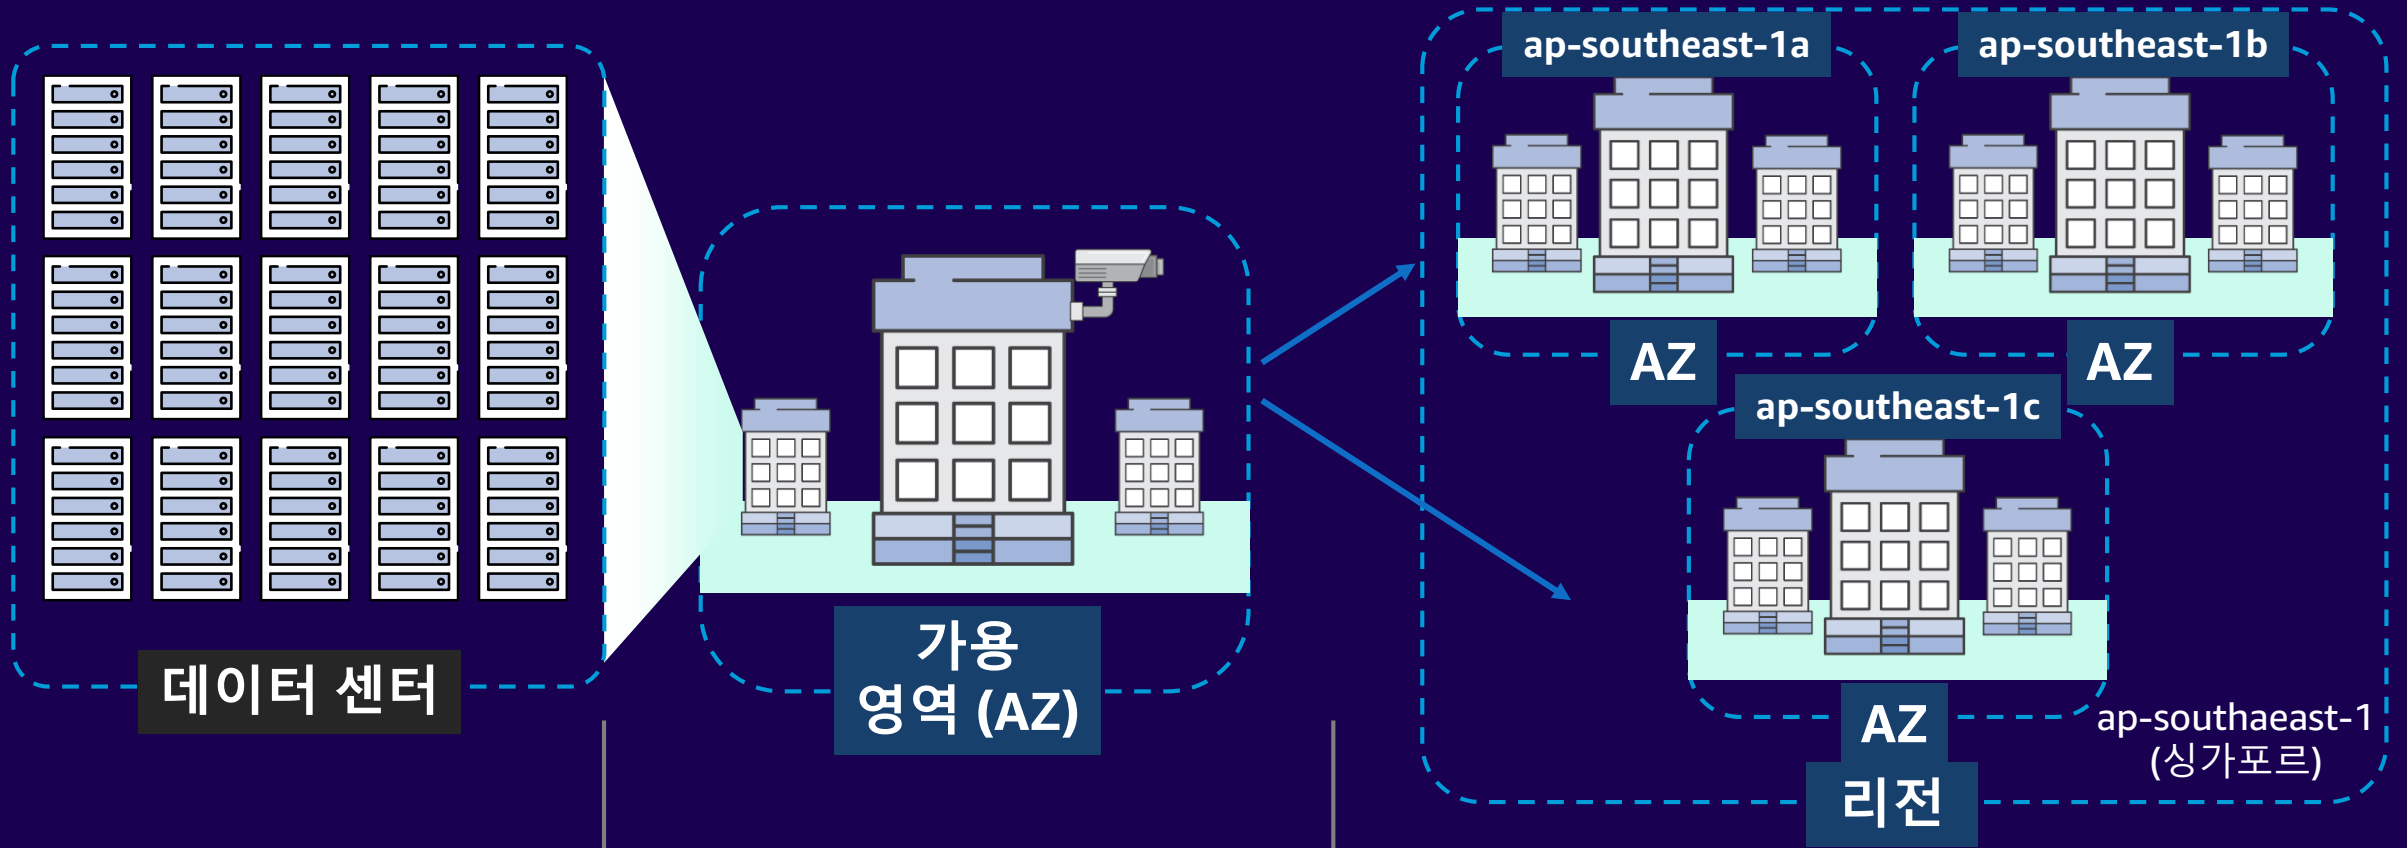 데이터 센터
가용
영역 (AZ)
ap-southeast-1a
AZ
ap-southeast-1b
AZ
ap-southeast-1c
AZ
ap-southaeast-1
(싱가포르)
리전